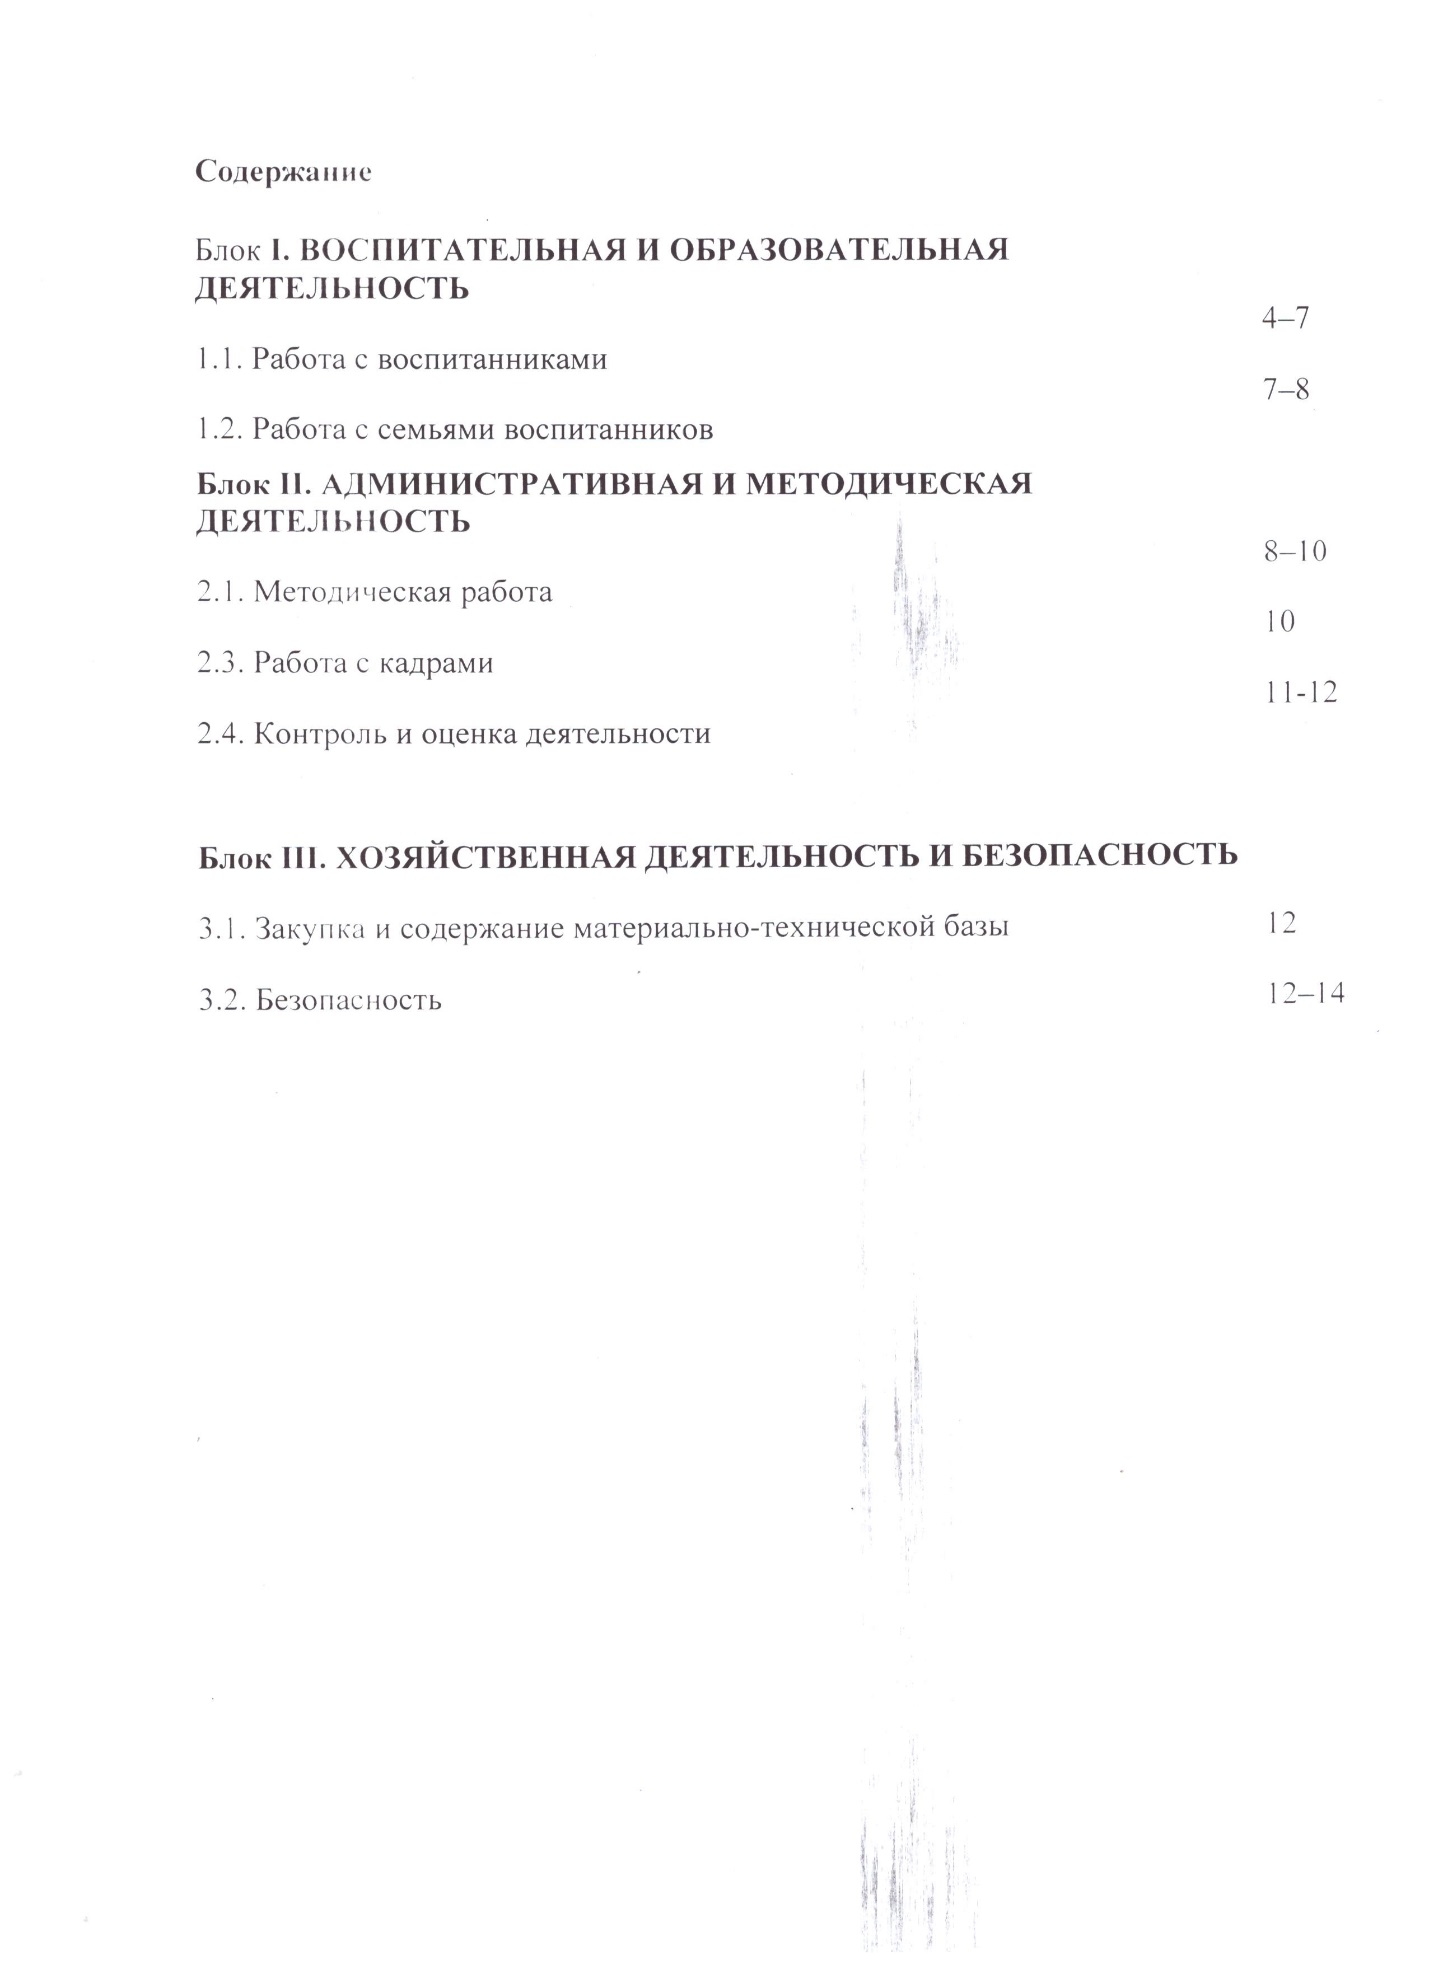 Содержание
Блок I. ВОСПИТАТЕЛЬНАЯ И ОБРАЗОВАТЕЛЬНАЯ
ДЕЯТЕЛЬНОСТЬ
4–7
1.1. Работа с воспитанниками
7–8
1.2. Работа с семьями воспитанников
Блок II. АДМИНИСТРАТИВНАЯ И МЕТОДИЧЕСКАЯ
ДЕЯТЕЛЬНОСТЬ
8–10
2.1. Методическая работа
10
2.3. Работа с кадрами
11-12
2.4. Контроль и оценка деятельности
Блок III. ХОЗЯЙСТВЕННАЯ ДЕЯТЕЛЬНОСТЬ И БЕЗОПАСНОСТЬ
3.1. Закупка и содержание материально-технической базы 12
3.2. Безопасность 12–14